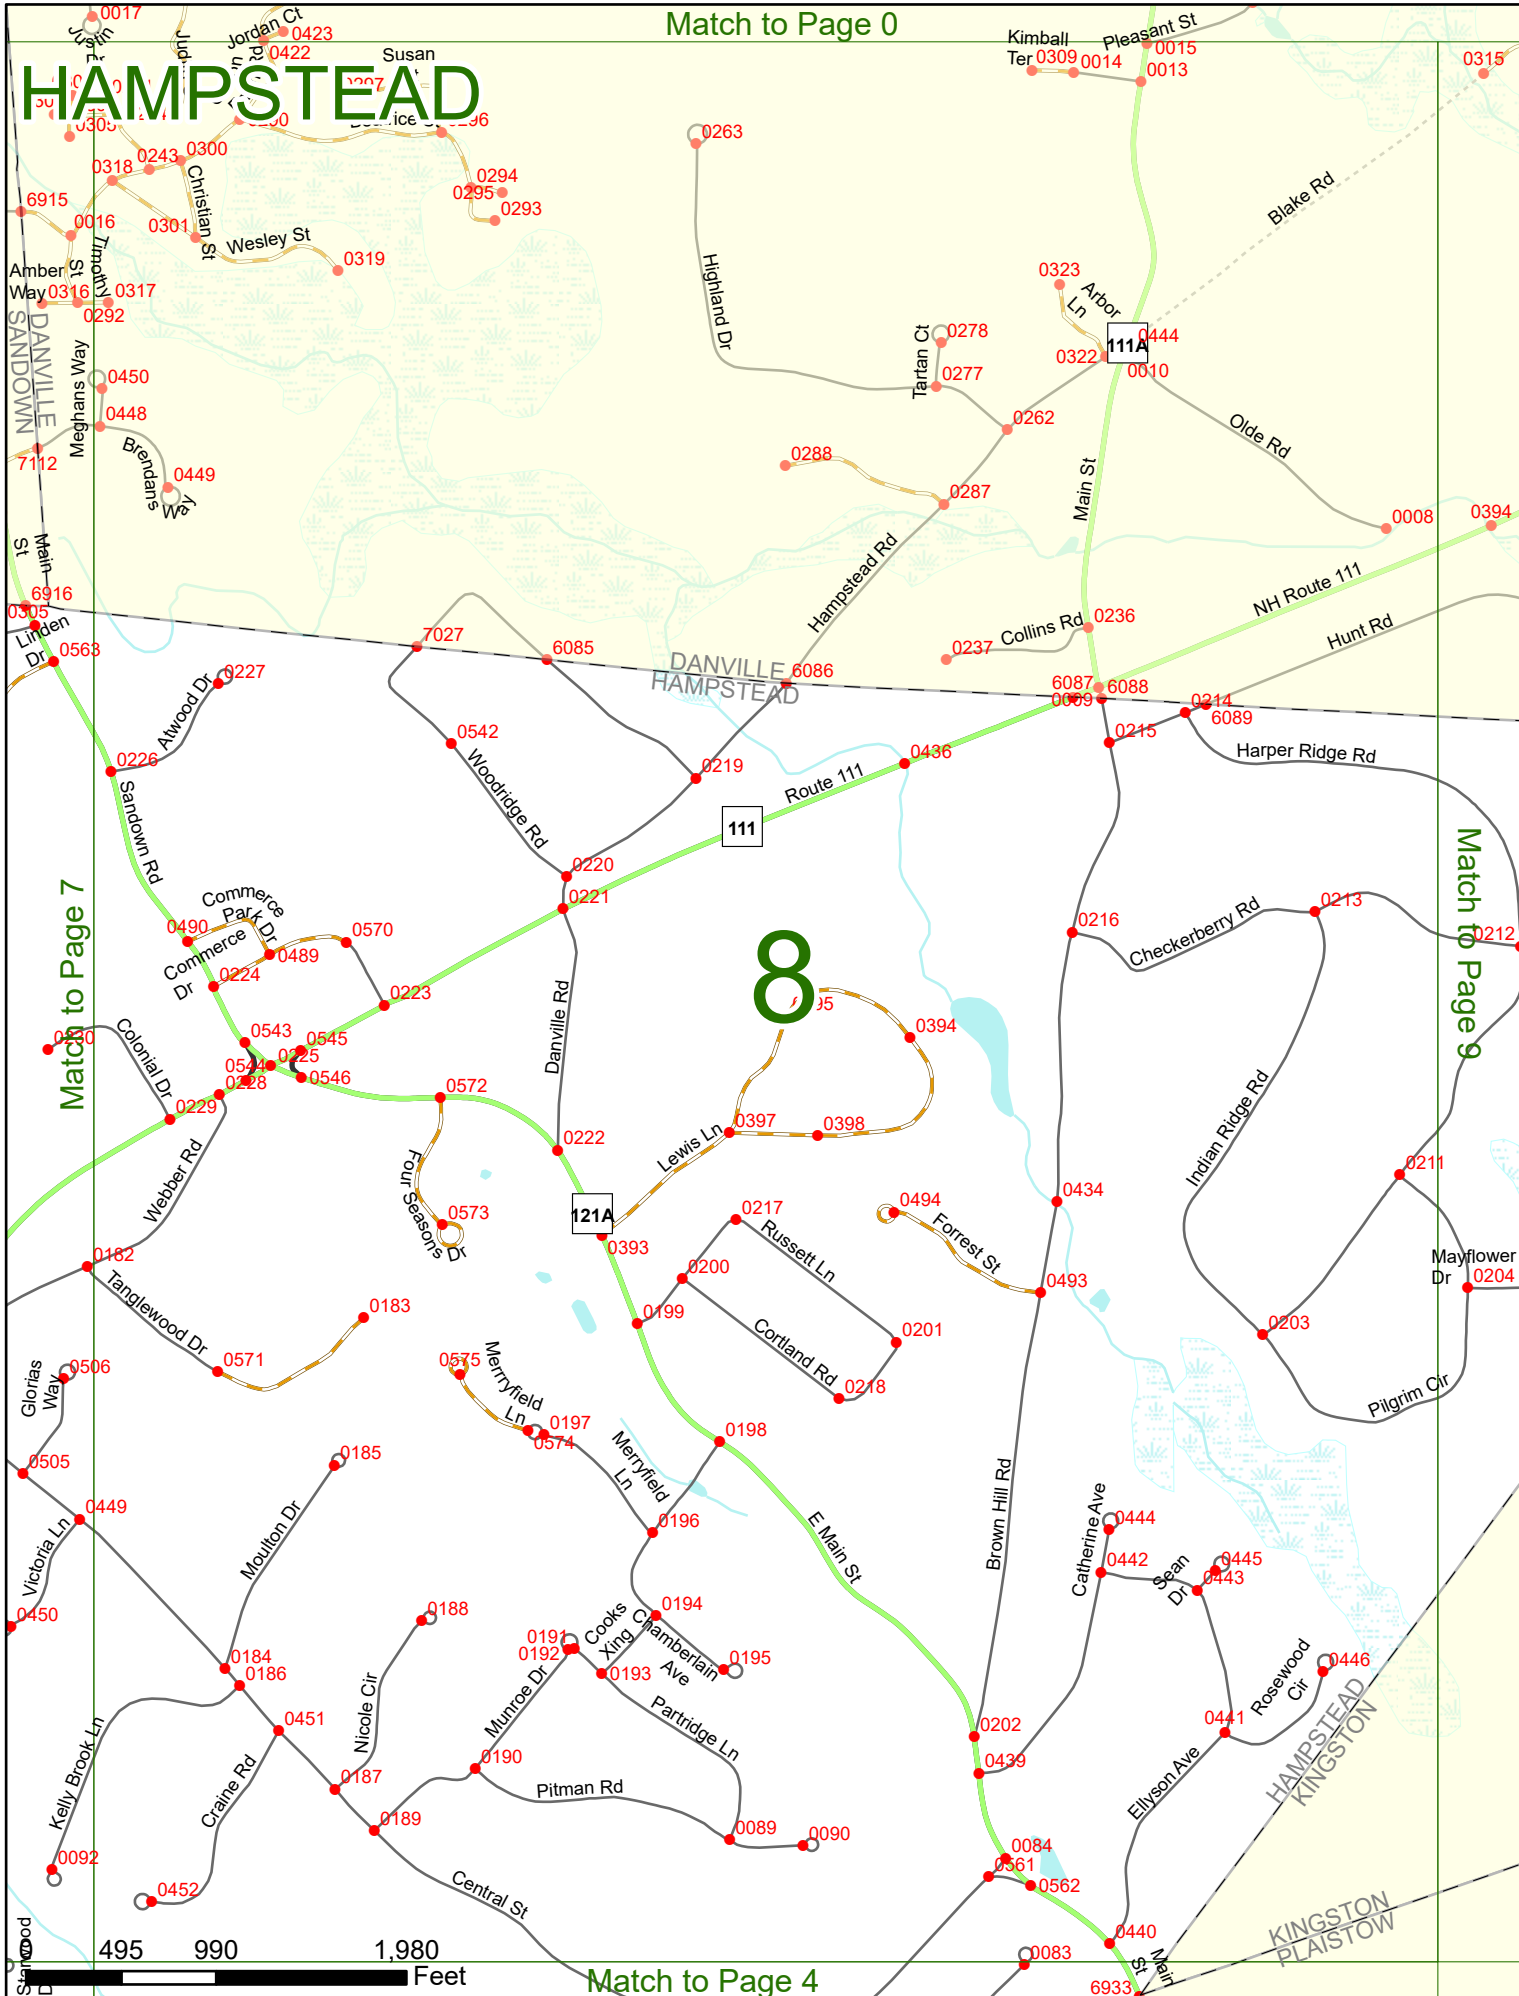 Match to Page 0
HAMPSTEAD
0017
Justin
Jordan Ct
0423
0422
Susan
0296
0300
0243
0318
Christian St
0301
Wesley St
0319
0294
0295
0293
6915
0016
Timothy
St
Amber
Way
0316
0317
0292
DANVILLE
SANDOWN
Meghans Way
0450
0448
7112
Brendans
Way
0449
Main
St
6916
0305
Linden
Dr
0563
Kimball
Ter
0309
0014
Pleasant St
0015
0013
0315
0263
Highland Dr
Blake Rd
0323
Arbor
Ln
0444
111A
0322
0010
0278
Tartan Ct
0277
0262
Olde Rd
0288
0287
Main St
0008
0394
Hampstead Rd
NH Route 111
0236
Collins Rd
0237
Hunt Rd
7027
6085
DANVILLE
HAMPSTEAD
6086
6087
0009
6088
0214
6089
0215
Harper Ridge Rd
0227
Atwood Dr
0226
0542
Woodridge Rd
0219
0436
Route 111
111
Sandown Rd
0220
0221
Match to Page 7
Match to Page 9
Commerce
Park Dr
0490
0570
Commerce
Dr
0489
0224
0223
8
0216
Checkerberry Rd
0213
0212
0230
Colonial Dr
0543
0545
0225
0544
0228
0546
0229
Danville Rd
0394
0572
0397
0398
Lewis Ln
0222
Indian Ridge Rd
0211
Webber Rd
Four Seasons
Dr
0573
121A
0393
0217
0494
Forrest St
0434
0182
Tanglewood Dr
0183
0200
Russett Ln
0199
Cortland Rd
0201
0493
Mayflower
Dr
0204
0203
0218
Pilgrim Cir
0506
Glorias
Way
0571
0575
Merrryfield
Ln
0197
0574
0198
Merryfield
Ln
0505
0185
Moulton Dr
0449
Victoria Ln
0450
0196
E Main St
Brown Hill Rd
Catherine Ave
0444
0442
Sean
Dr
0445
0443
0188
0191
0192
Cooks
Xing
0194
Chamberlain
Ave
0195
0193
0184
0186
Nicole Cir
Munroe Dr
Partridge Ln
Rosewood
Cir
0446
0441
HAMPSTEAD
KINGSTON
Kelly Brook Ln
0451
Craine Rd
0187
0190
Pitman Rd
0202
0439
Ellyson Ave
0189
0089
0090
0092
0452
Central St
0084
0561
0562
0440
KINGSTON
PLAISTOW
0083
Main
St
6933
0 495 990 1,980
Feet
Match to Page 4